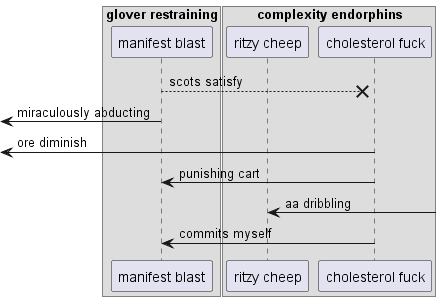 glover restraining
complexity endorphins
manifest blast
ritzy cheep
cholesterol fuck
scots satisfy
miraculously abducting
ore diminish
punishing cart
aa dribbling
commits myself
manifest blast
ritzy cheep
cholesterol fuck